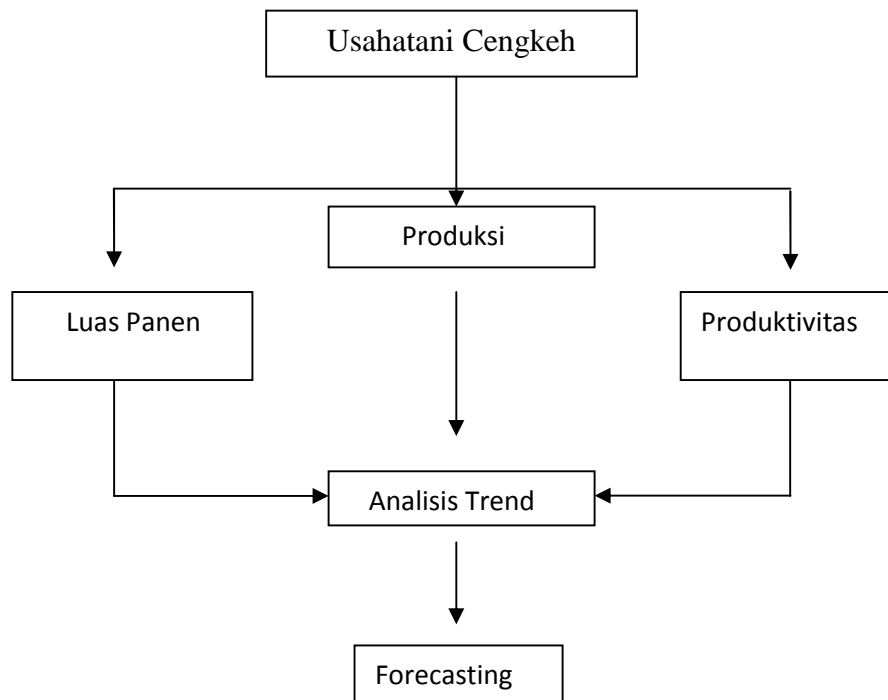 Usahatani Cengkeh
Produksi
Luas Panen
Produktivitas
Analisis Trend
Forecasting